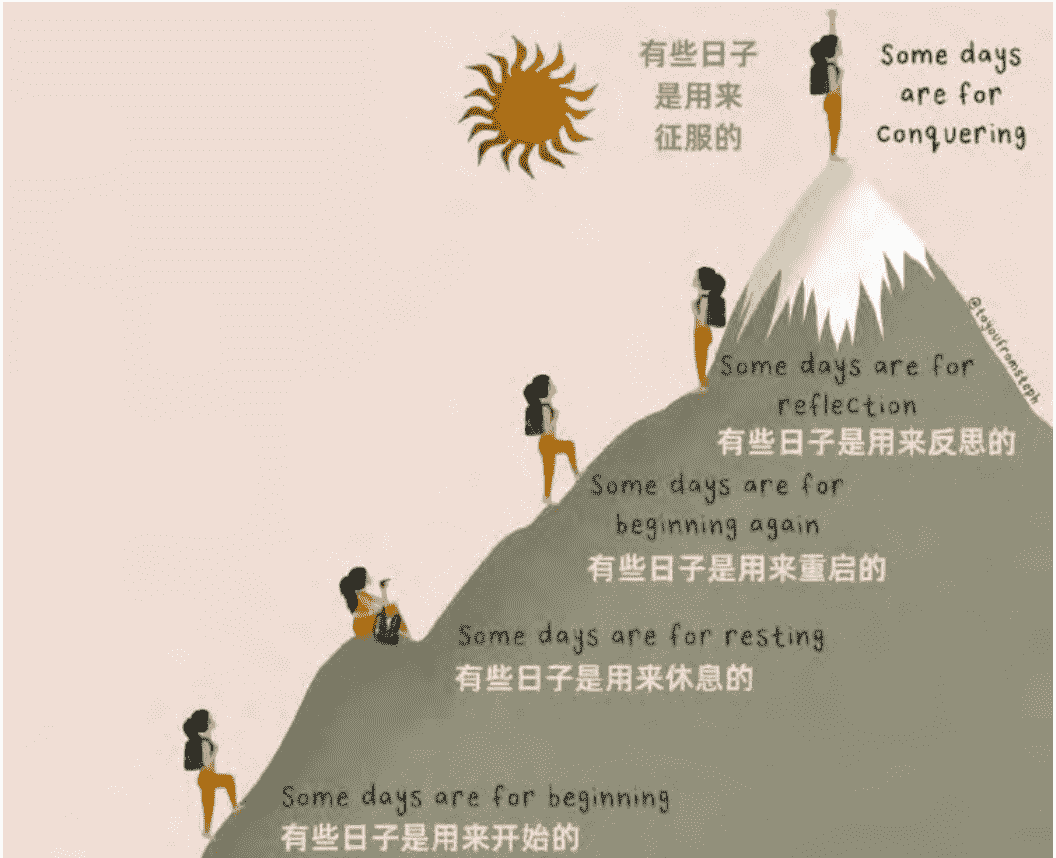 有些日子
是用来
征服的
Some days
are for
conquering
@toyoufromsteph
Some days are for
reflection
有些日子是用来反思的
Some days are for
beginning again
有些日子是用来重启的
Some days are for resting
有些日子是用来休息的
Some days are for beginning
有些日子是用来开始的